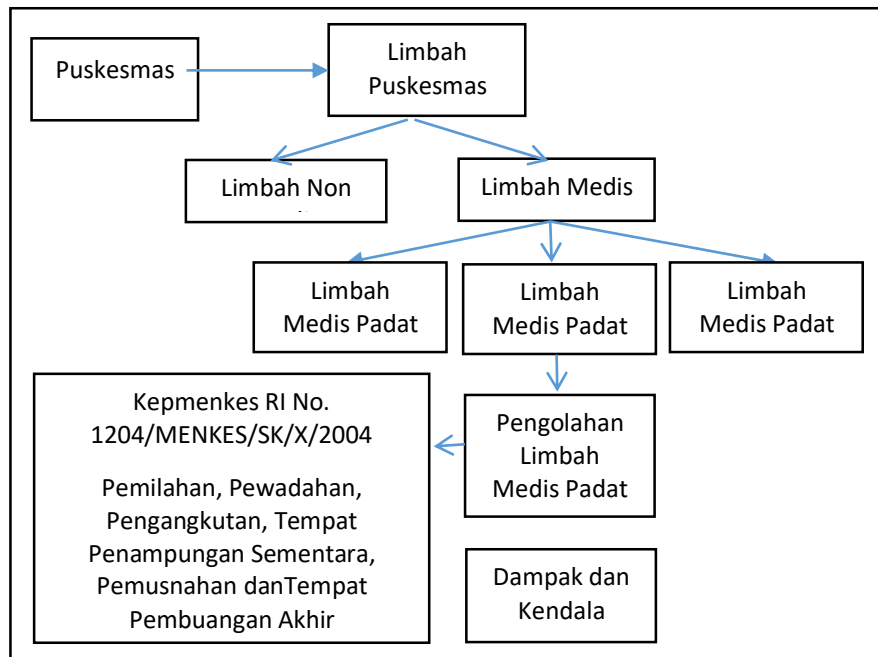 Puskesmas
Limbah
Puskesmas
Limbah Non
Limbah Medis
Limbah
Medis Padat
Limbah
Medis Padat
Limbah
Medis Padat
Kepmenkes RI No.
1204/MENKES/SK/X/2004
Pemilahan, Pewadahan,
Pengangkutan, Tempat
Penampungan Sementara,
Pemusnahan danTempat
Pembuangan Akhir
Pengolahan
Limbah
Medis Padat
Dampak dan
Kendala